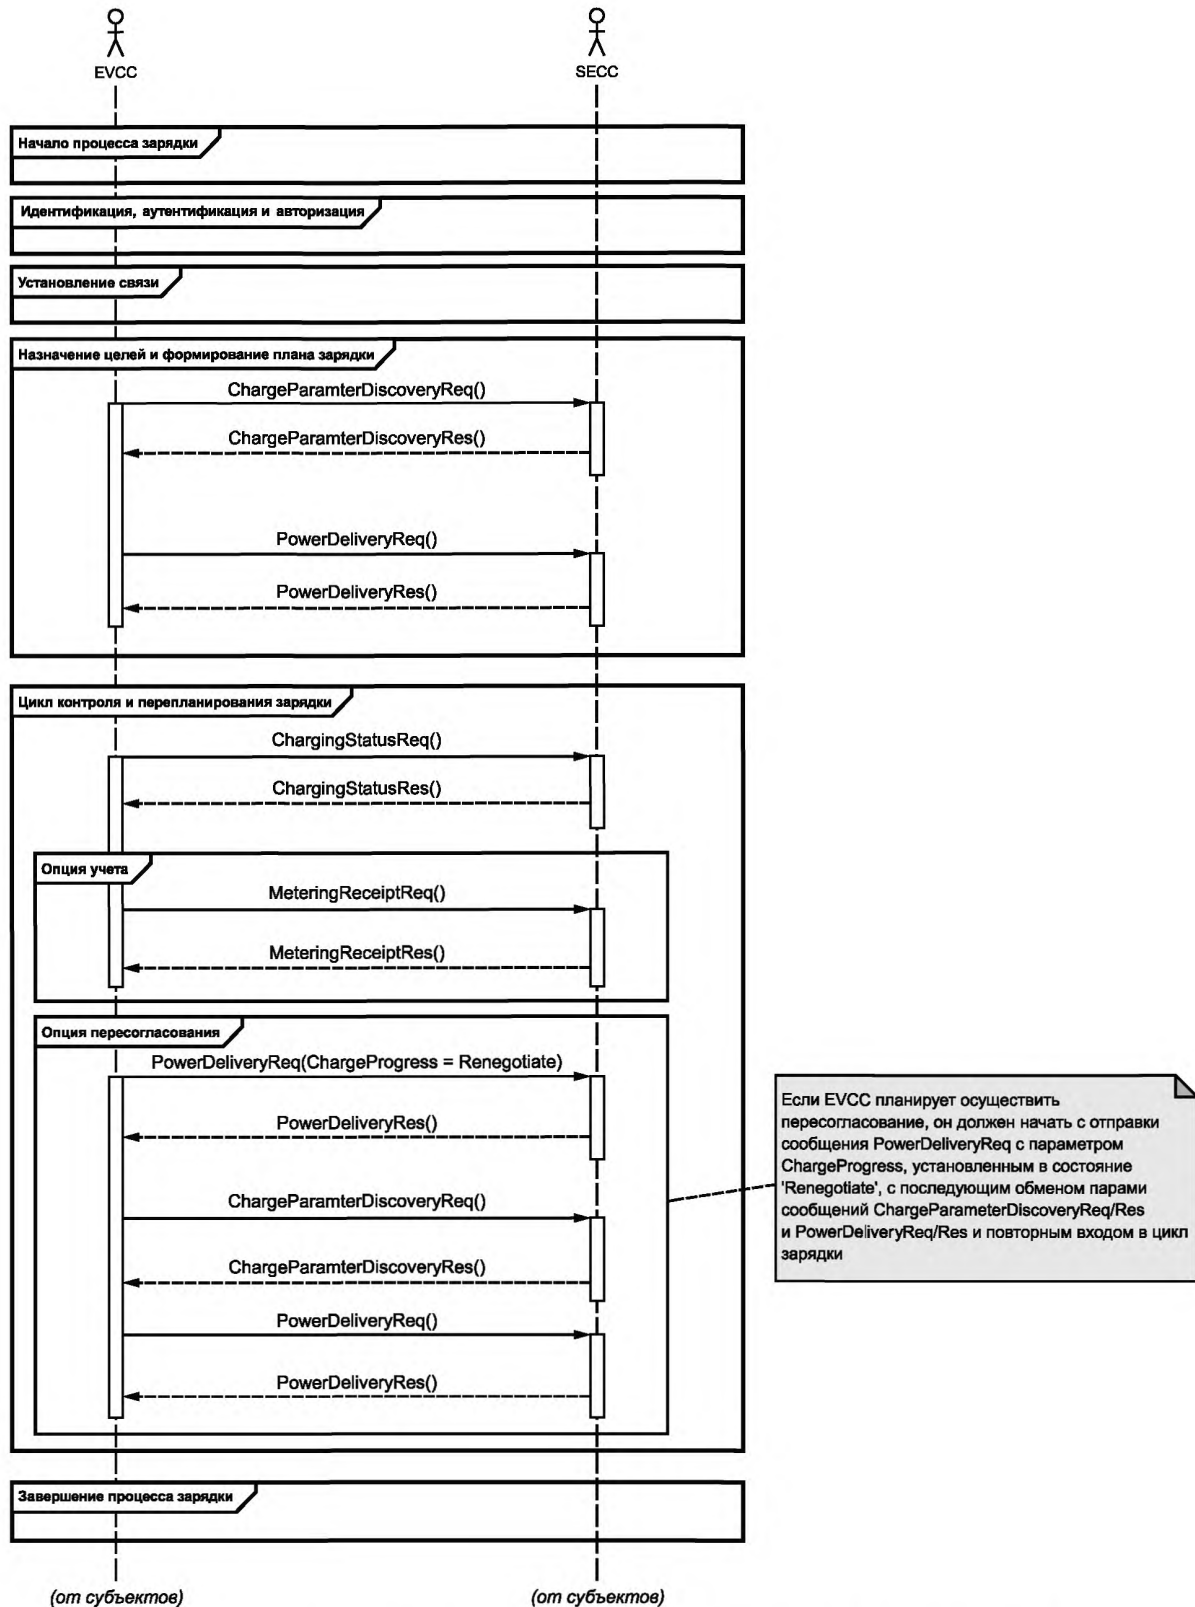 EVCC
SECC
Начало процесса зарядки
Идентификация, аутентификация и авторизация
Установление связи
Назначение целей и формирование плана зарядки
ChargeParamterDiscoveryReq()
ChargeParamterDiscoveryRes()
PowerDeliveryReq()
PowerDeliveryRes()
Цикл контроля и перепланирования зарядки
ChargingStatusReq()
ChargingStatusRes()
Опция учета
MeteringReceiptReq()
MeteringReceiptRes()
Опция пересогласования
PowerDeliveryReq(ChargeProgress = Renegotiate)
PowerDeliveryRes()
ChargeParamterDiscoveryReq()
ChargeParamterDiscoveryRes()
PowerDeliveryReq()
PowerDeliveryRes()
Если EVCC планирует осуществить
пересогласование, он должен начать с отправки
сообщения PowerDeliveryReq с параметром
ChargeProgress, установленным в состояние
'Renegotiate', с последующим обменом парами
сообщений ChargeParameterDiscoveryReq/Res
и PowerDeliveryReq/Res и повторным входом в цикл
зарядки
Завершение процесса зарядки
(от субъектов)
(от субъектов)